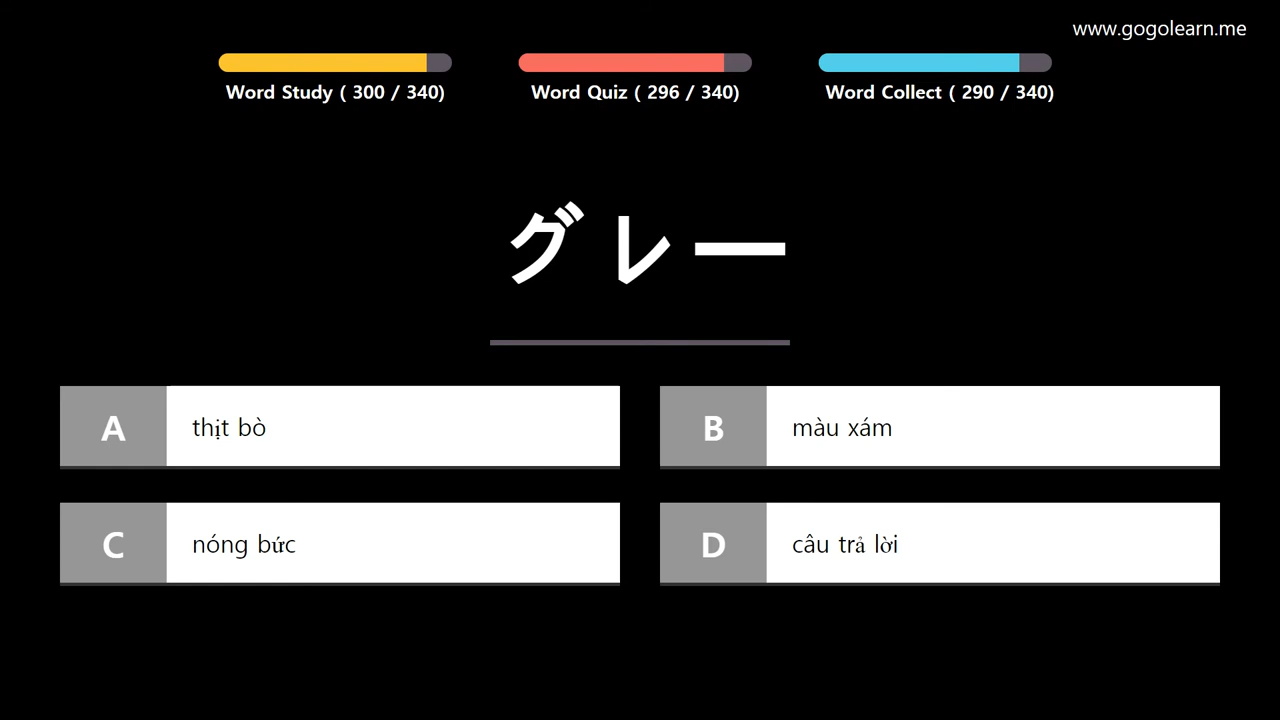 www.gogolearn.me
Word Study ( 300 / 340)
Word Quiz ( 296 / 340)
Word Collect ( 290 / 340)
グレー
A thịt bò
B màu xám
C nóng bức
D câu trả lời